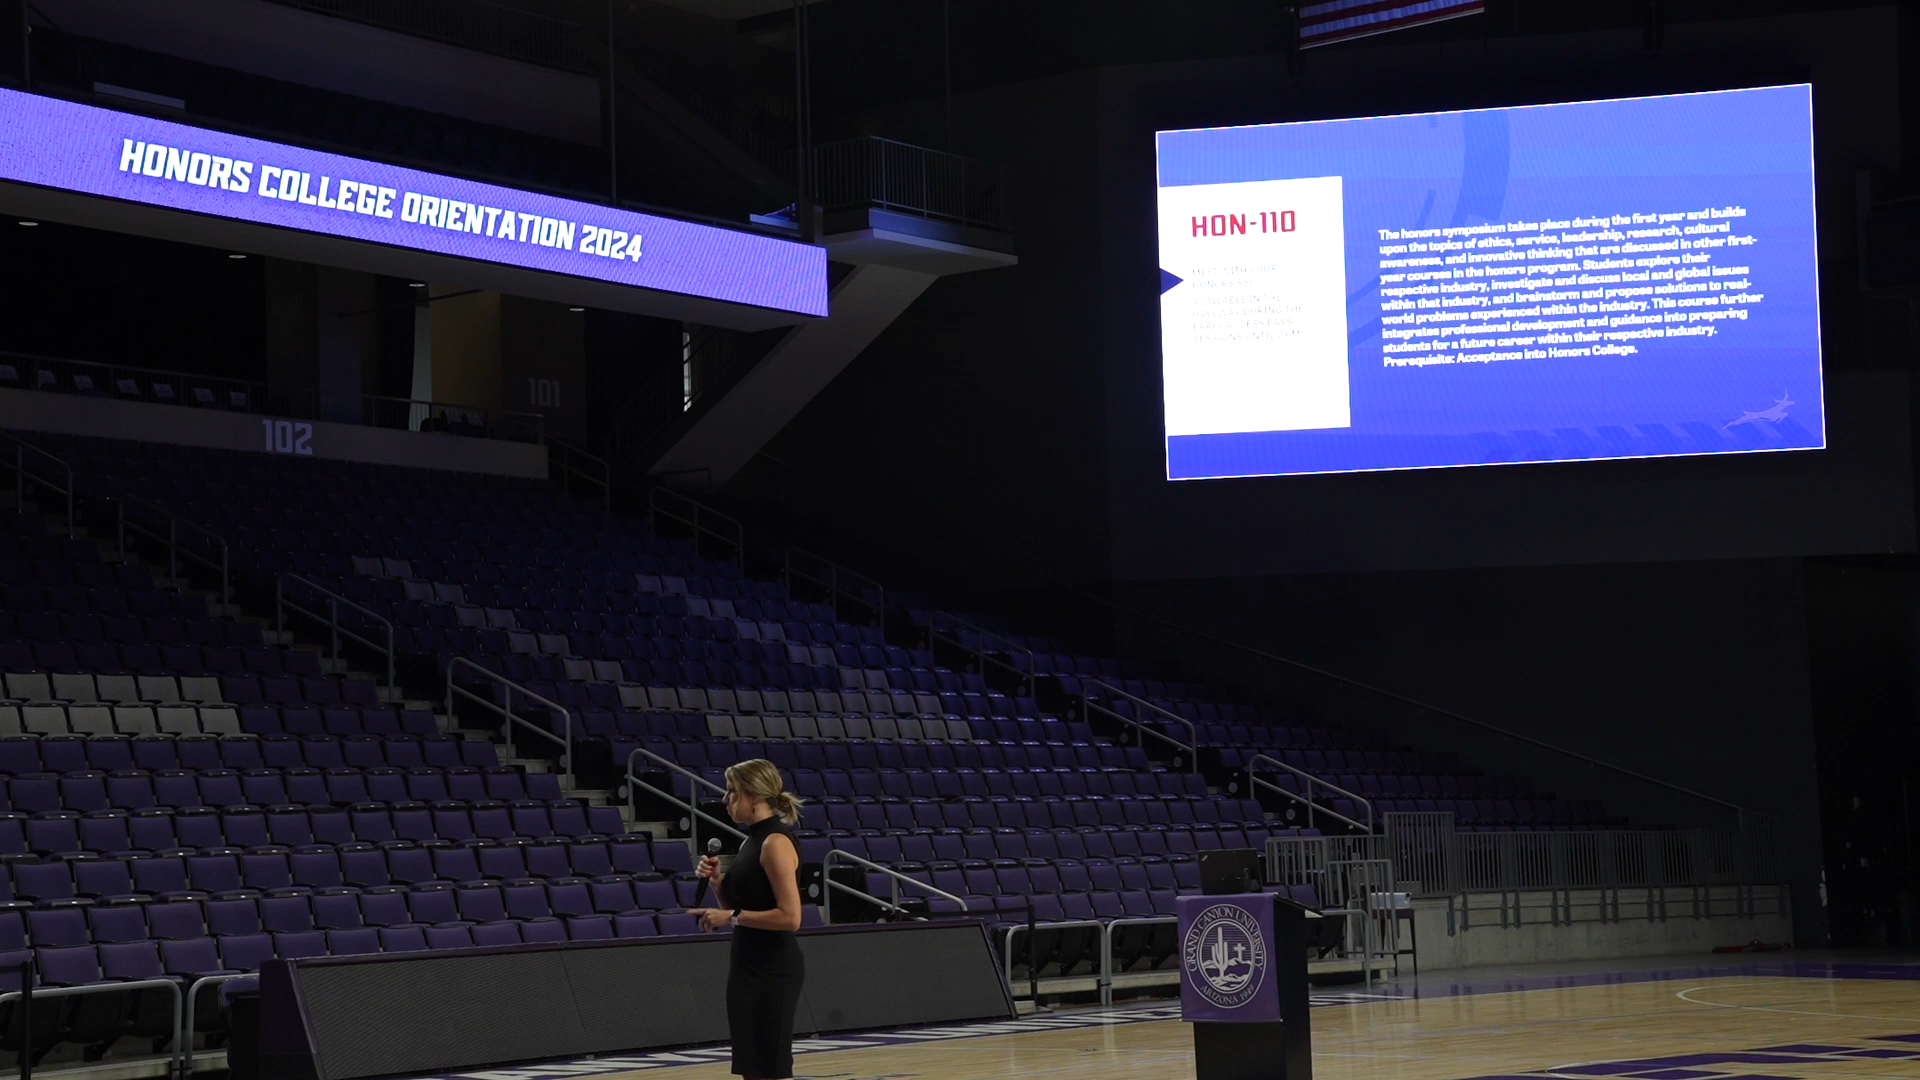 HONORS COLLEGE ORIENTATION 2024
HON-110
The honors symposium takes place during the first year and builds
upon the topics of ethics, service, leadership, research, cultural
awareness, and innovative thinking that are discussed in other first-
year courses in the honors program. Students explore their
respective industry, investigate and discuss local and global issues
within that industry, and brainstorm and propose solutions to real-
world problems experienced within the industry. This course further
integrates professional development and guidance into preparing
students for a future career within their respective industry.
Prerequisite: Acceptance into Honors College.
101
102
GRAND CANYON UNIVERSITY
ARIZONA 1949